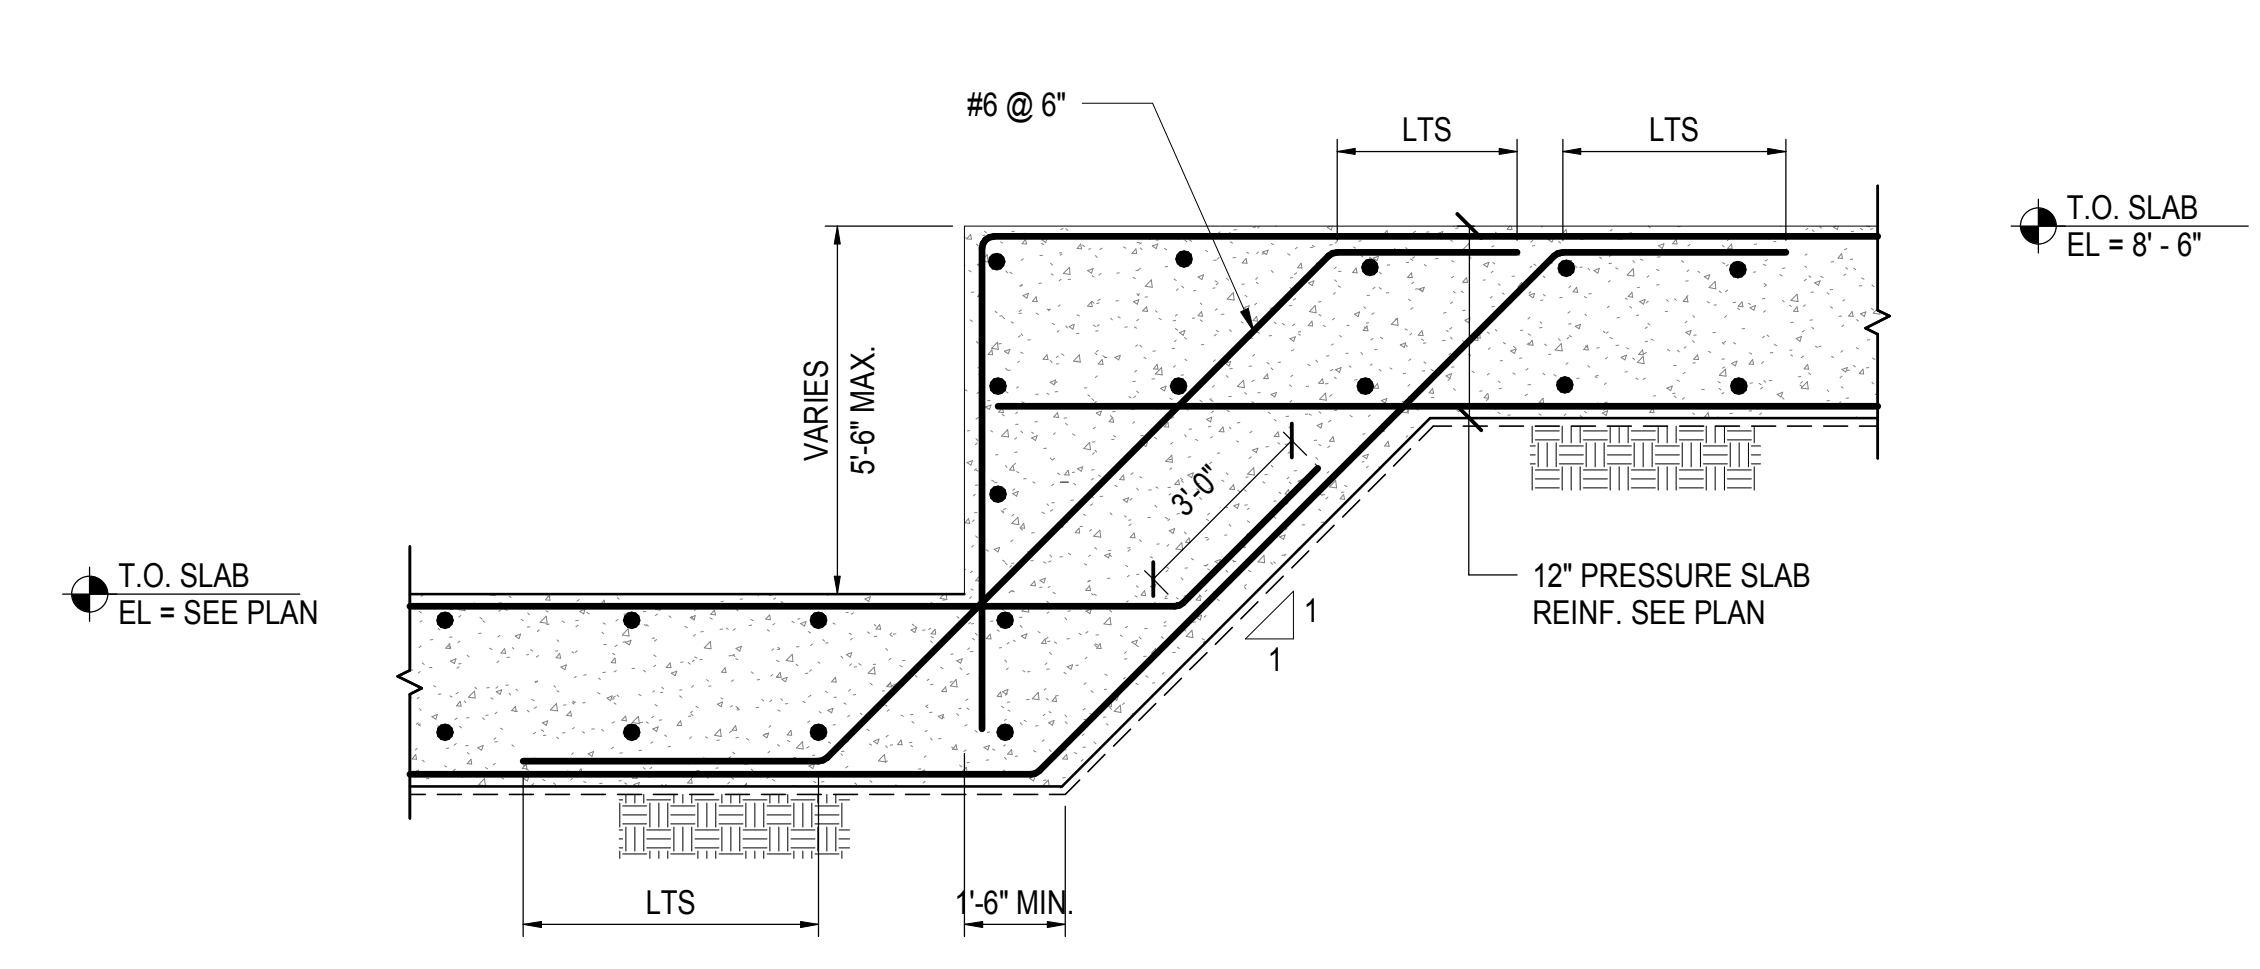 #6 @ 6"
LTS
LTS
T.O. SLAB
EL = 8' - 6"
VARIES
5'-6" MAX.
3'-0"
T.O. SLAB
EL = SEE PLAN
1
1
12" PRESSURE SLAB
REINF. SEE PLAN
LTS
1'-6" MIN.